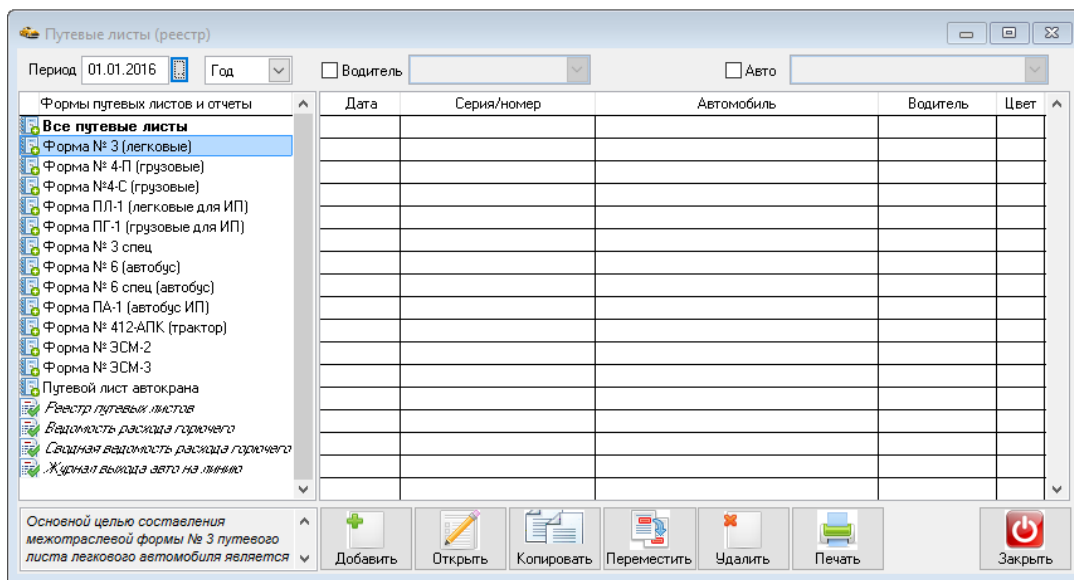 Путевые листы (реестр)
Период 01.01.2016 Год Водитель Авто
Формы путевых листов и отчеты Дата Серия/номер Автомобиль Водитель Цвет
Все путевые листы
Форма № 3 (легковые)
Форма № 4-П (грузовые)
Форма №4-С (грузовые)
Форма ПЛ-1 (легковые для ИП)
Форма ПГ-1 (грузовые для ИП)
Форма № 3 спец
Форма № 6 (автобус)
Форма № 6 спец (автобус)
Форма ПА-1 (автобус ИП)
Форма № 412-АПК (трактор)
Форма № ЭСМ-2
Форма № ЭСМ-3
Путевой лист автокрана
Реестр путевых листов
Ведомость расхода горючего
Сводная ведомость расхода горючего
Журнал выхода авто на линию
Основной целью составления
межотраслевой формы № 3 путевого
листа легкового автомобиля является
Добавить Открыть Копировать Переместить Удалить Печать Закрыть